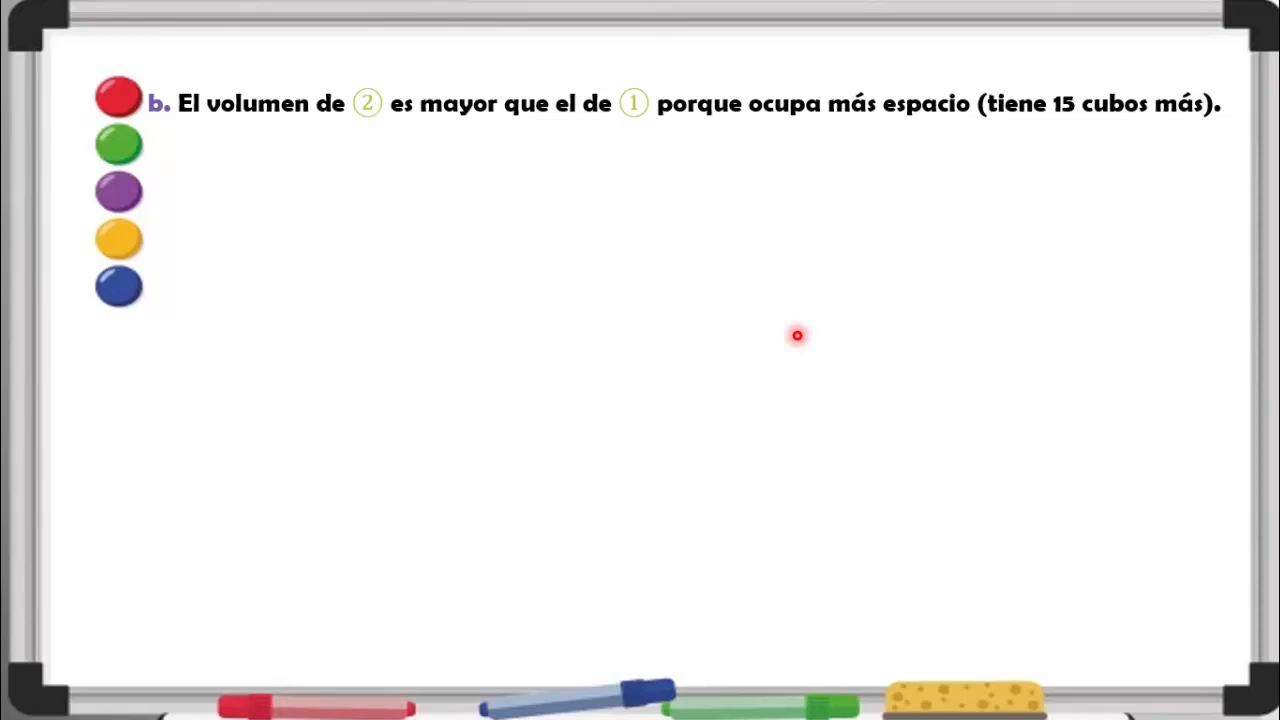 b. El volumen de ② es mayor que el de ① porque ocupa más espacio (tiene 15 cubos más).